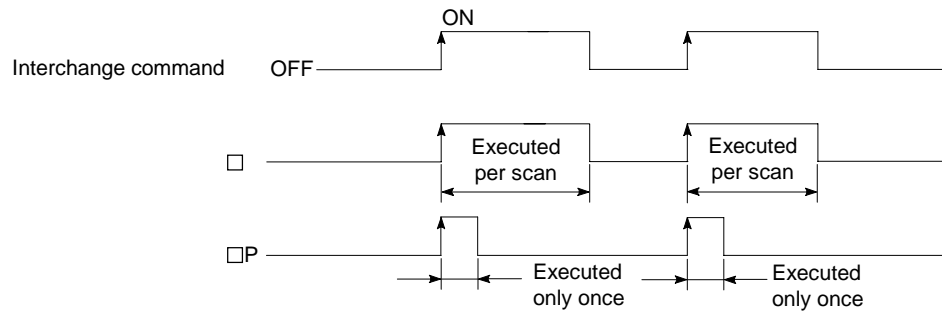 ON
Interchange command OFF
Executed per scan
Executed per scan
□
□P
Executed only once
Executed only once